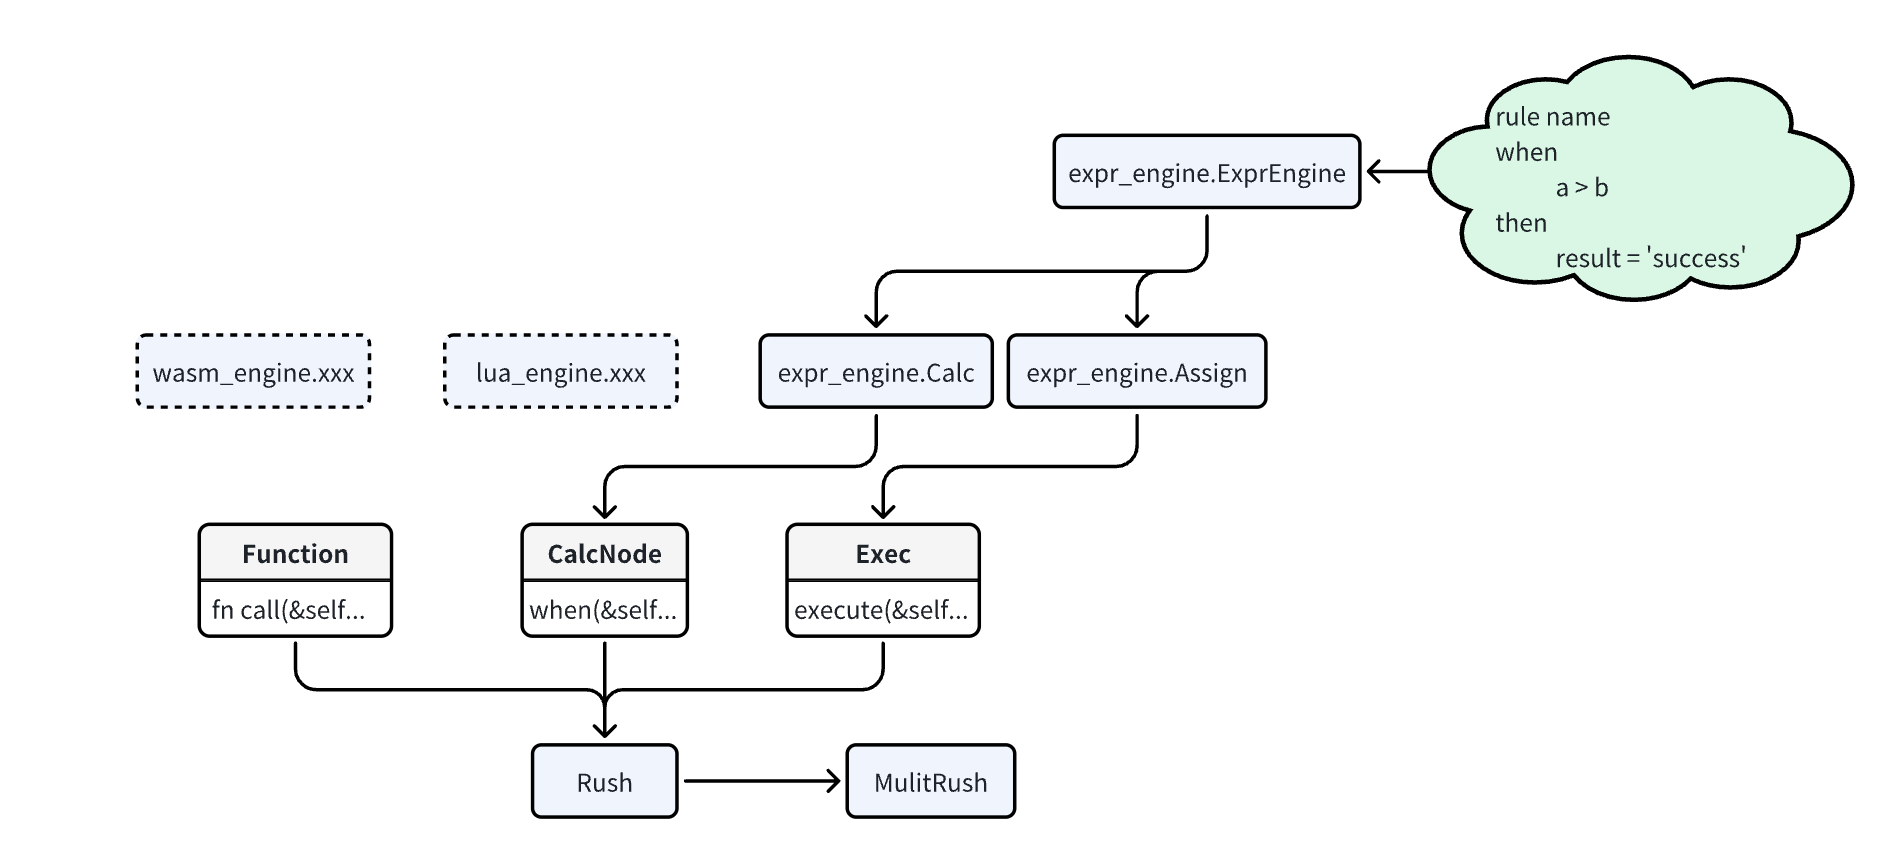 rule name
when
a > b
then
result = 'success'
expr_engine.ExprEngine
wasm_engine.xxx
lua_engine.xxx
expr_engine.Calc
expr_engine.Assign
Function
fn call(&self...
CalcNode
when(&self...
Exec
execute(&self...
Rush
MulitRush